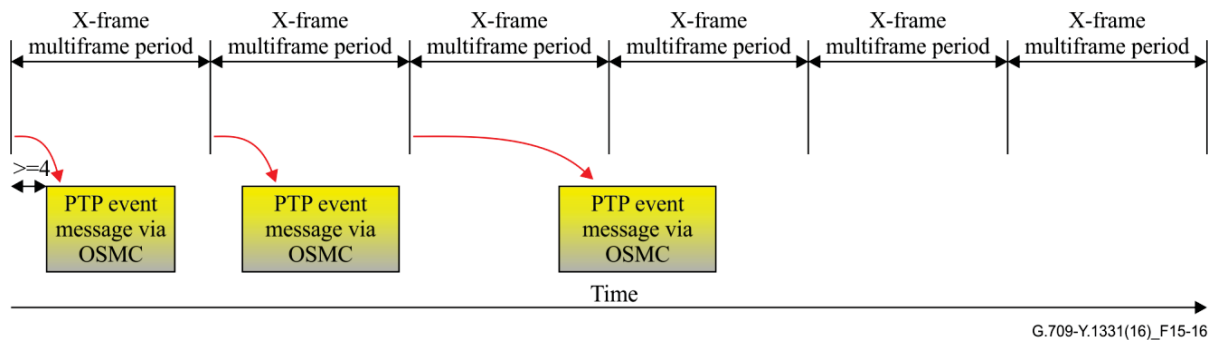 X-frame
multiframe period
X-frame
multiframe period
X-frame
multiframe period
X-frame
multiframe period
X-frame
multiframe period
X-frame
multiframe period
>=4
PTP event
message via
OSMC
PTP event
message via
OSMC
PTP event
message via
OSMC
Time
G.709-Y.1331(16)_F15-16